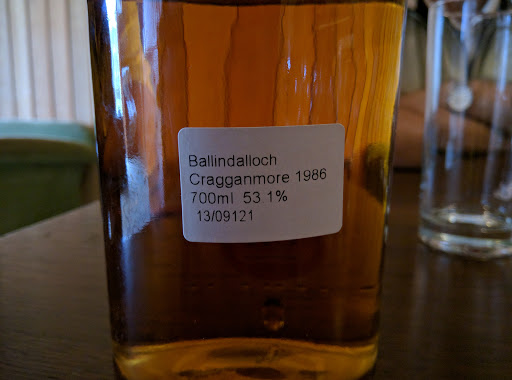 Ballindalloch
Cragganmore 1986
700ml 53.1%
13/09121